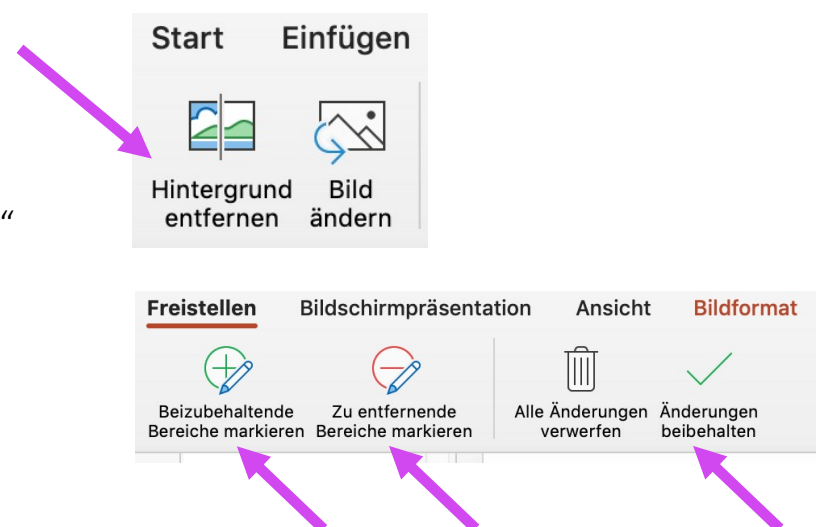 Start Einfügen
Hintergrund Bild
entfernen ändern
“
Freistellen Bildschirmpräsentation Ansicht Bildformat
Beizubehaltende Zu entfernende Alle Änderungen Änderungen
Bereiche markieren Bereiche markieren verwerfen beibehalten